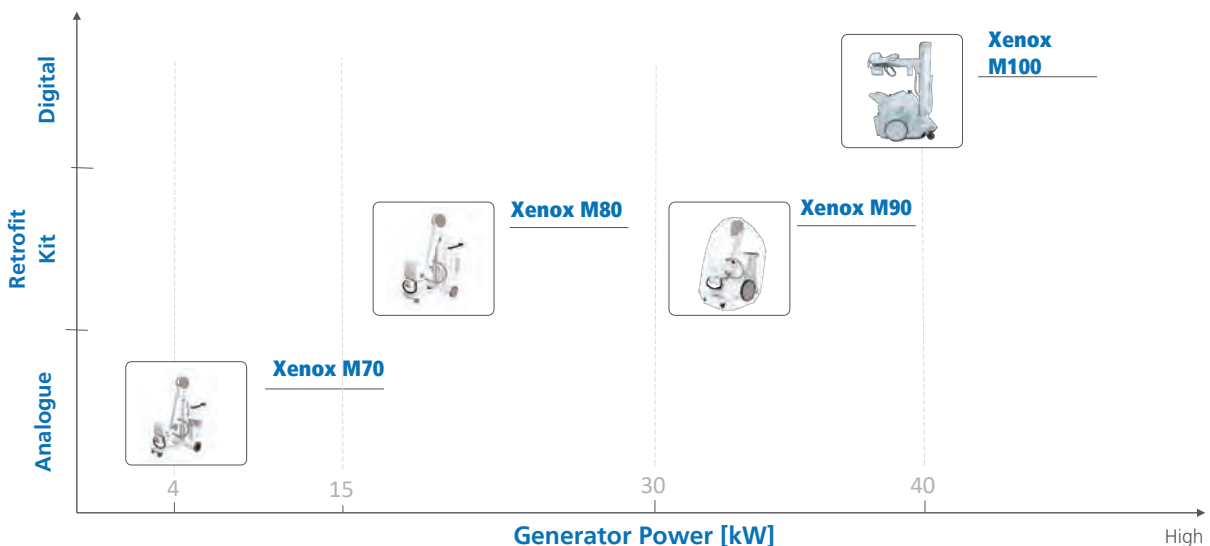 Digital
Xenox
M100
Retrofit
Kit
Xenox M80
Xenox M90
Analogue
Xenox M70
4
15
30
40
Generator Power [kW]
High